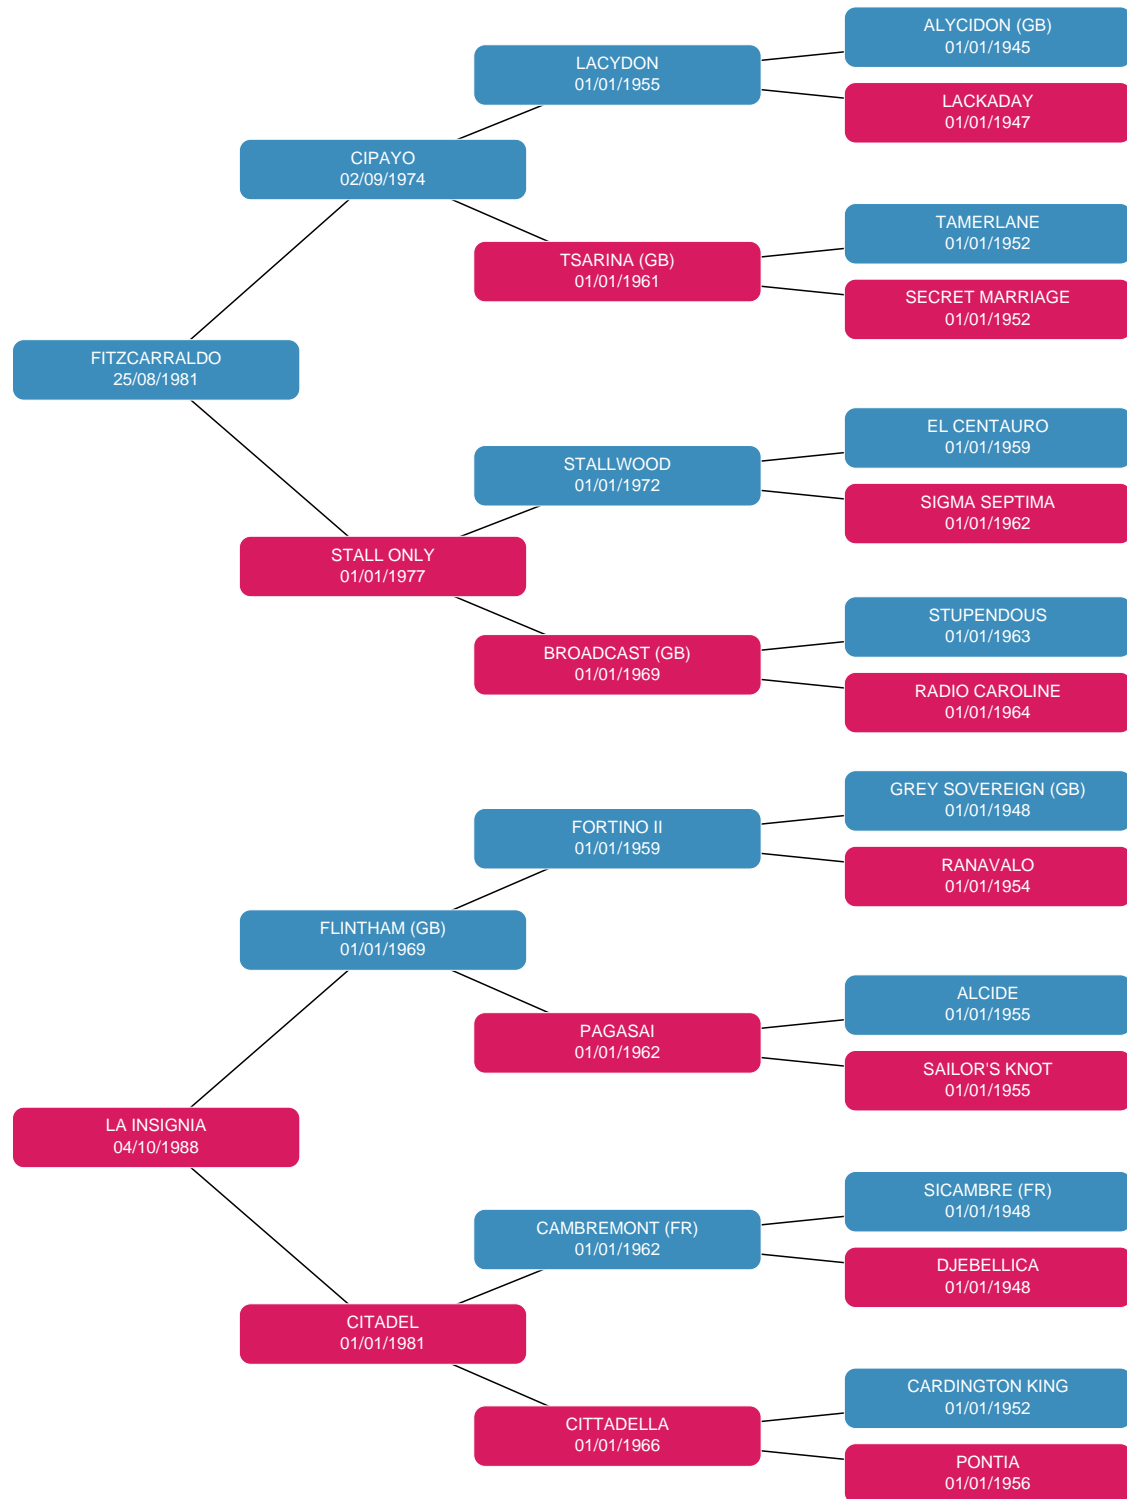 ALYCIDON (GB)
01/01/1945
LACYDON
01/01/1955
LACKADAY
01/01/1947
CIPAYO
02/09/1974
TAMERLANE
01/01/1952
TSARINA (GB)
01/01/1961
SECRET MARRIAGE
01/01/1952
FITZCARRALDO
25/08/1981
EL CENTAURO
01/01/1959
STALLWOOD
01/01/1972
SIGMA SEPTIMA
01/01/1962
STALL ONLY
01/01/1977
STUPENDOUS
01/01/1963
BROADCAST (GB)
01/01/1969
RADIO CAROLINE
01/01/1964
GREY SOVEREIGN (GB)
01/01/1948
FORTINO II
01/01/1959
RANAVALO
01/01/1954
FLINTHAM (GB)
01/01/1969
ALCIDE
01/01/1955
PAGASAI
01/01/1962
SAILOR'S KNOT
01/01/1955
LA INSIGNIA
04/10/1988
SICAMBRE (FR)
01/01/1948
CAMBREMONT (FR)
01/01/1962
DJEBELLICA
01/01/1948
CITADEL
01/01/1981
CARDINGTON KING
01/01/1952
CITTADELLA
01/01/1966
PONTIA
01/01/1956